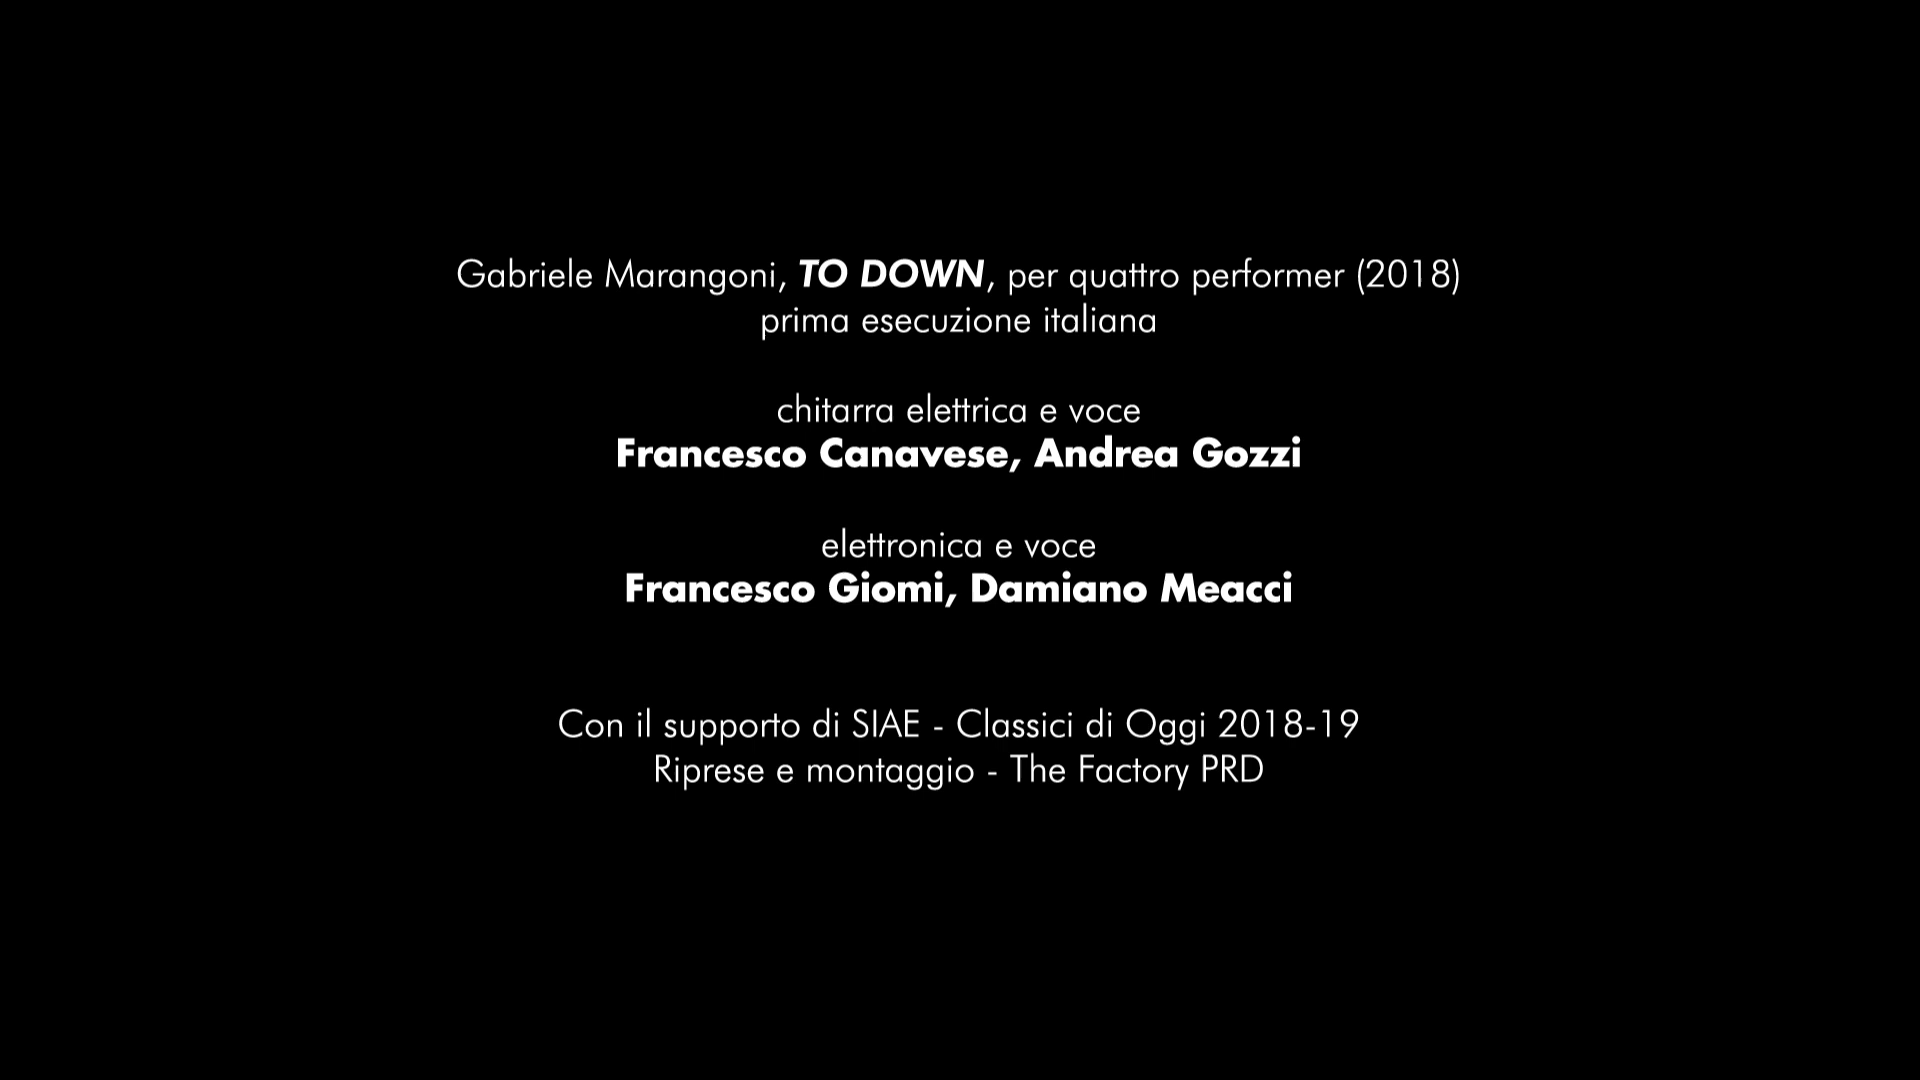 Gabriele Marangoni, TO DOWN, per quattro performer (2018)
prima esecuzione italiana
chitarra elettrica e voce
Francesco Canavese, Andrea Gozzi
elettronica e voce
Francesco Giomi, Damiano Meacci
Con il supporto di SIAE - Classici di Oggi 2018-19
Riprese e montaggio - The Factory PRD